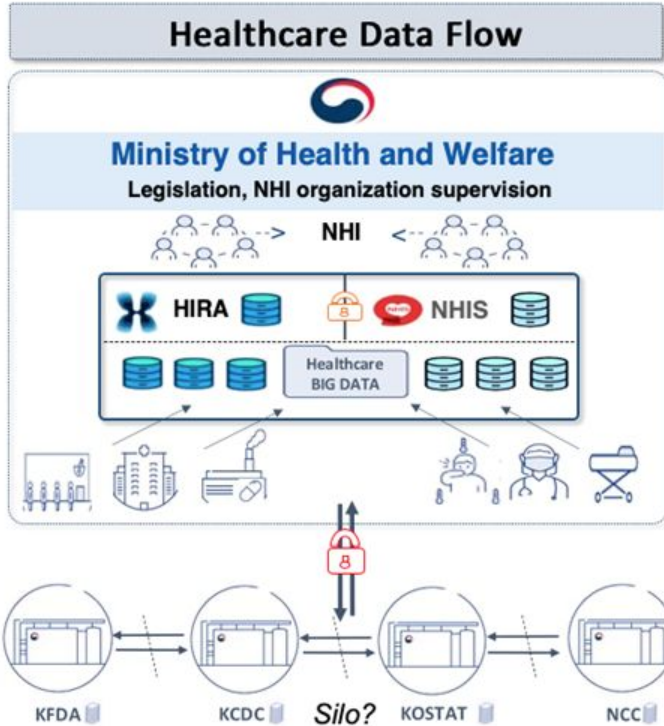 Healthcare Data Flow
Ministry of Health and Welfare
Legislation, NHI organization supervision
NHI
HIRA
NHIS
Healthcare
BIG DATA
KFDA
KCDC
Silo?
KOSTAT
NCC